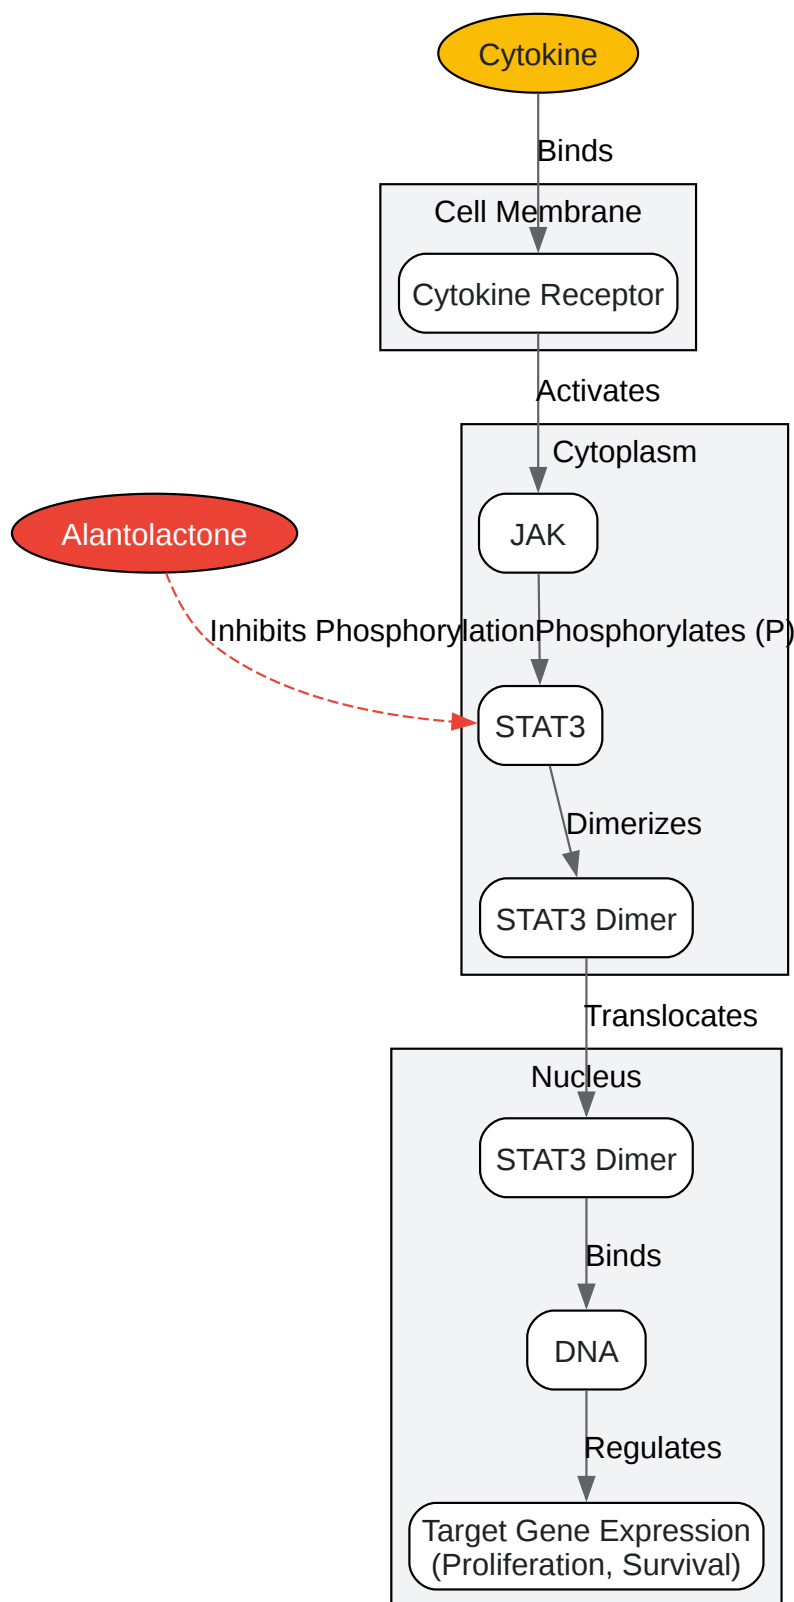 Cytokine
Binds
Cell Membrane
Cytokine Receptor
Activates
Cytoplasm
JAK
Alantolactone
Inhibits Phosphorylation
Phosphorylates (P)
STAT3
Dimerizes
STAT3 Dimer
Translocates
Nucleus
STAT3 Dimer
Binds
DNA
Regulates
Target Gene Expression
(Proliferation, Survival)